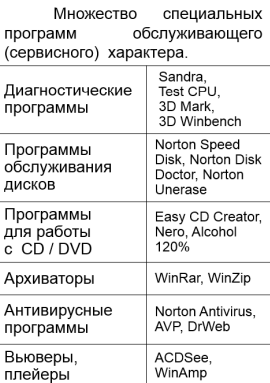 Множество специальных
программ обслуживающего
(сервисного) характера.
Диагностические
программы
Sandra,
Test CPU,
3D Mark,
3D Winbench
Программы
обслуживания
дисков
Norton Speed
Disk, Norton Disk
Doctor, Norton
Unerase
Программы
для работы
с CD / DVD
Easy CD Creator,
Nero, Alcohol
120%
Архиваторы
WinRar, WinZip
Антивирусные
программы
Norton Antivirus,
AVP, DrWeb
Вьюверы,
плейеры
ACDSee,
WinAmp